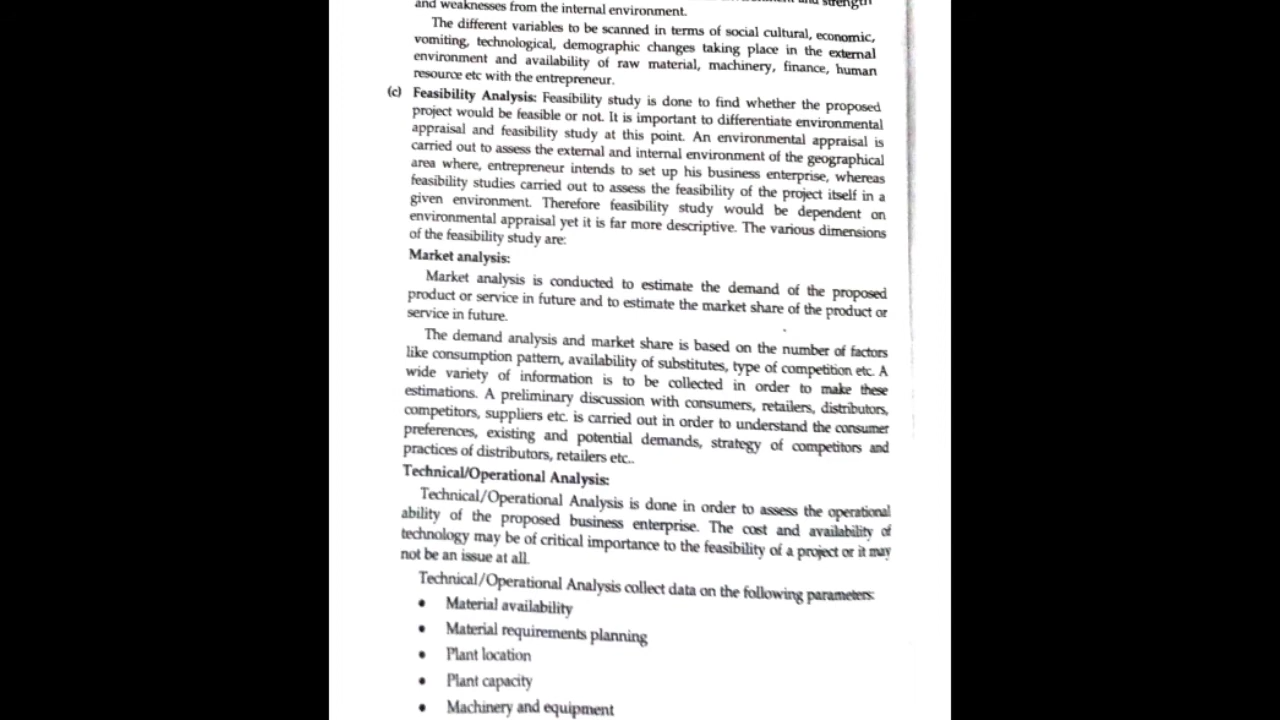 and strength
and weaknesses from the internal environment.
The different variables to be scanned in terms of social cultural, economic,
vomiting, technological, demographic changes taking place in the external
environment and availability of raw material, machinery, finance, human
resource etc with the entrepreneur.
(c) Feasibility Analysis: Feasibility study is done to find whether the proposed
project would be feasible or not. It is important to differentiate environmental
appraisal and feasibility study at this point. An environmental appraisal is
carried out to assess the external and internal environment of the geographical
area where, entrepreneur intends to set up his business enterprise, whereas
feasibility studies carried out to assess the feasibility of the project itself in a
given environment. Therefore feasibility study would be dependent on
environmental appraisal yet it is far more descriptive. The various dimensions
of the feasibility study are:
Market analysis:
Market analysis is conducted to estimate the demand of the proposed
product or service in future and to estimate the market share of the product or
service in future.
The demand analysis and market share is based on the number of factors
like consumption pattern, availability of substitutes, type of competition etc. A
wide variety of information is to be collected in order to make these
estimations. A preliminary discussion with consumers, retailers, distributors,
competitors, suppliers etc. is carried out in order to understand the consumer
preferences, existing and potential demands, strategy of competitors and
practices of distributors, retailers etc..
Technical/Operational Analysis:
Technical/Operational Analysis is done in order to assess the operational
ability of the proposed business enterprise. The cost and availability of
technology may be of critical importance to the feasibility of a project or it may
not be an issue at all.
Technical/Operational Analysis collect data on the following parameters:
• Material availability
• Material requirements planning
• Plant location
• Plant capacity
• Machinery and equipment